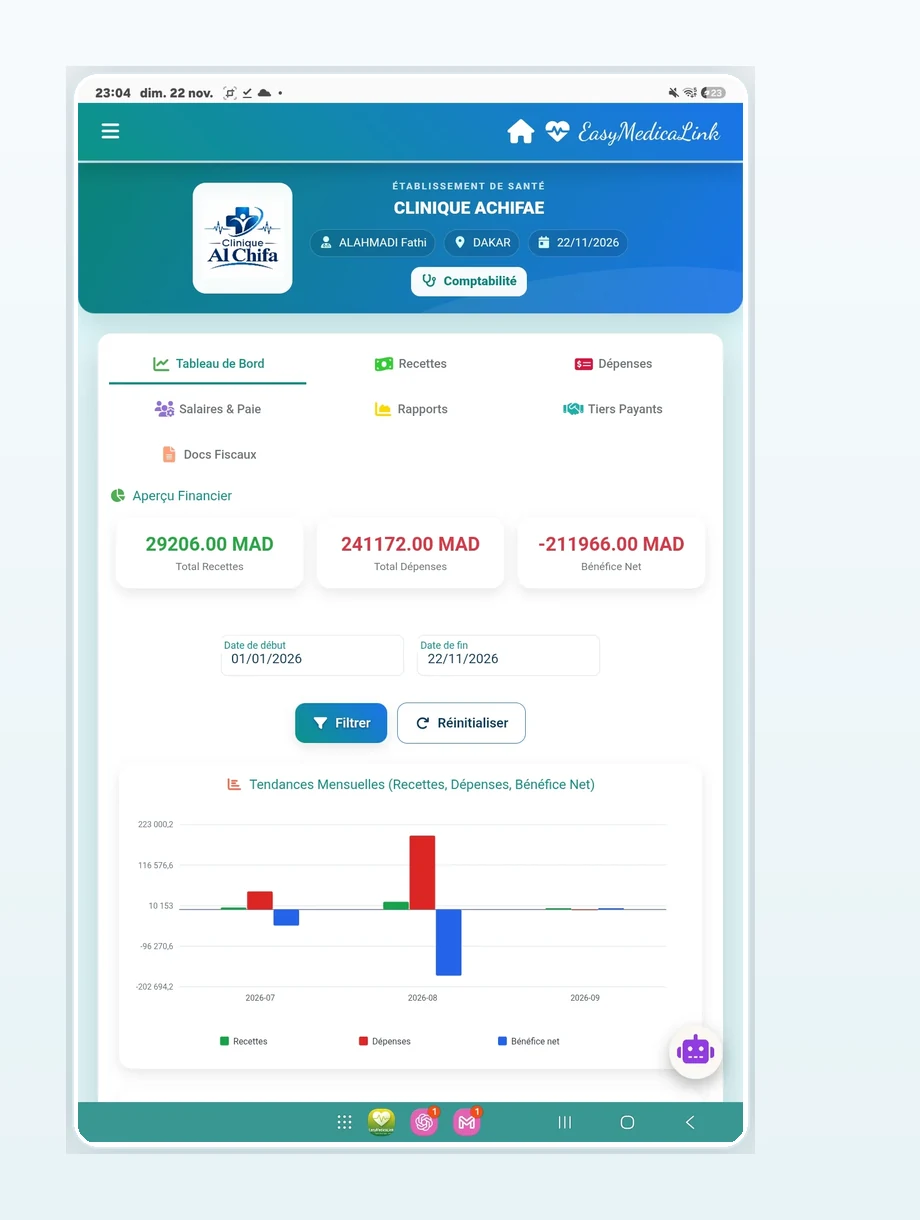 23:04 dim. 22 nov.
23
EasyMedicaLink
ÉTABLISSEMENT DE SANTÉ
CLINIQUE ACHIFAE
Clinique
Al Chifa
ALAHMADI Fathi DAKAR 22/11/2026
Comptabilité
Tableau de Bord Recettes Dépenses
Salaires & Paie Rapports Tiers Payants
Docs Fiscaux
Aperçu Financier
29206.00 MAD 241172.00 MAD -211966.00 MAD
Total Recettes Total Dépenses Bénéfice Net
Date de début Date de fin
01/01/2026 22/11/2026
Filtrer Réinitialiser
Tendances Mensuelles (Recettes, Dépenses, Bénéfice Net)
223 000,2
116 576,6
10 153
-96 270,6
-202 694,2
2026-07 2026-08 2026-09
Recettes Dépenses Bénéfice net
1 1